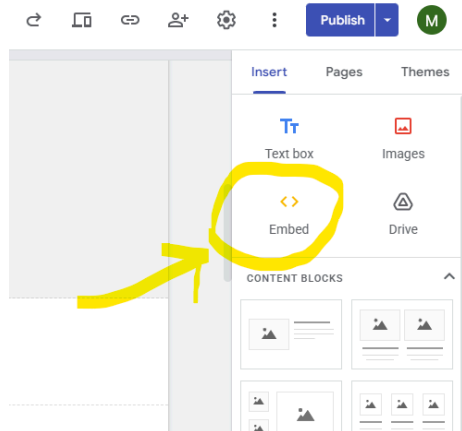 Publish
M
Insert Pages Themes
Text box Images
Embed Drive
CONTENT BLOCKS